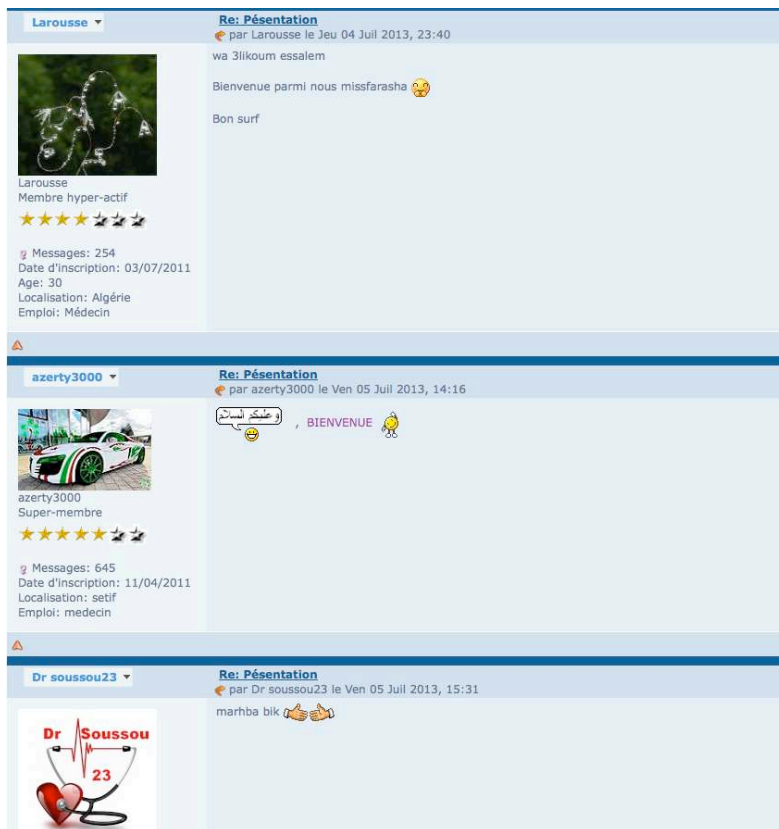 Larousse
Re: Pésentation
par Larousse le Jeu 04 Juil 2013, 23:40
wa 3likoum essalem
Bienvenue parmi nous missfarasha
Bon surf
Larousse
Membre hyper-actif
Messages: 254
Date d'inscription: 03/07/2011
Age: 30
Localisation: Algérie
Emploi: Médecin
azerty3000
Re: Pésentation
par azerty3000 le Ven 05 Juil 2013, 14:16
وعليكم السلام , BIENVENUE
azerty3000
Super-membre
Messages: 645
Date d'inscription: 11/04/2011
Localisation: setif
Emploi: medecin
Dr soussou23
Re: Pésentation
par Dr soussou23 le Ven 05 Juil 2013, 15:31
marhba bik
Dr Soussou
23